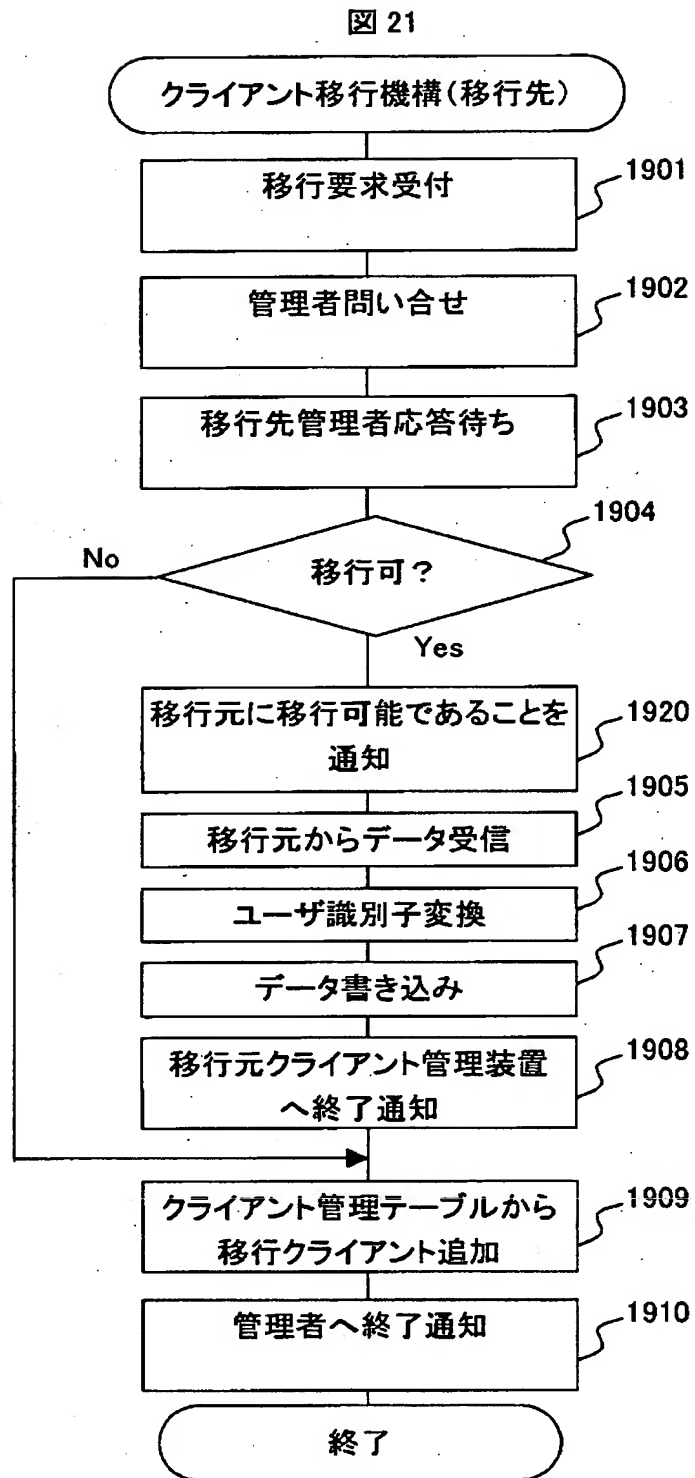 図 21
クライアント移行機構(移行先)
移行要求受付
1901
管理者問い合せ
1902
移行先管理者応答待ち
1903
1904
No
移行可?
Yes
移行元に移行可能であることを
通知
1920
移行元からデータ受信
1905
ユーザ識別子変換
1906
データ書き込み
1907
移行元クライアント管理装置
へ終了通知
1908
クライアント管理テーブルから
移行クライアント追加
1909
管理者へ終了通知
1910
終了